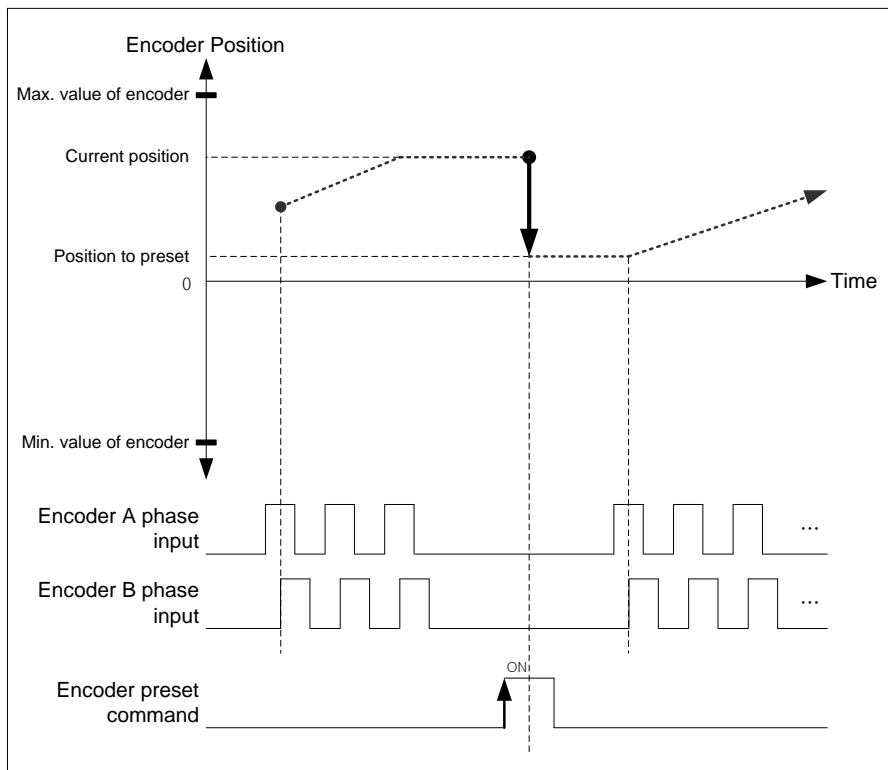 Encoder Position
Max. value of encoder
Current position
Position to preset
0
Time
Min. value of encoder
Encoder A phase
input
...
Encoder B phase
input
...
ON
Encoder preset
command